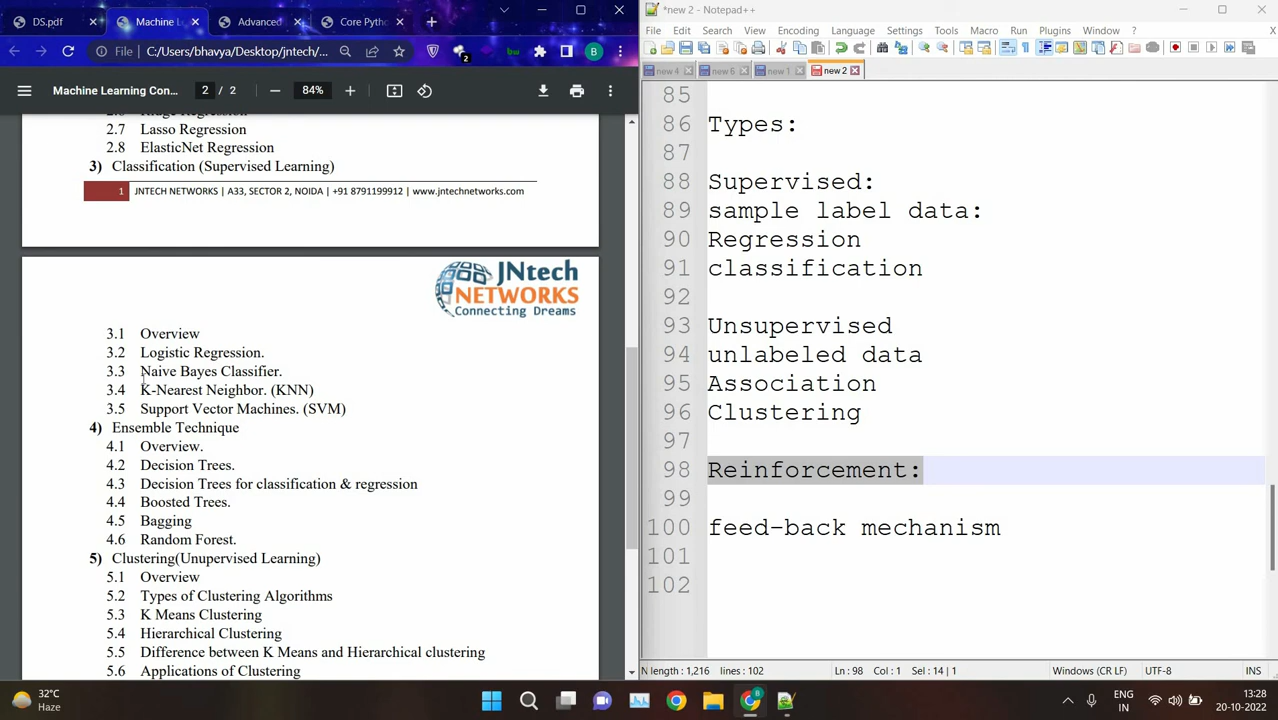 DS.pdf
Machine L
Advanced
Core Pytho
*new 2 - Notepad++
File C:/Users/bhavya/Desktop/jntech/...
B
2
File Edit Search View Encoding Language Settings Tools Macro Run Plugins Window ?
new 4 new 6 new 1 new 2
Machine Learning Con... 2 / 2 84%
2.7 Lasso Regression
2.8 ElasticNet Regression
3) Classification (Supervised Learning)
1 JNTECH NETWORKS | A33, SECTOR 2, NOIDA | +91 8791199912 | www.jntechnetworks.com
JNtech
NETWORKS
Connecting Dreams
3.1 Overview
3.2 Logistic Regression.
3.3 Naive Bayes Classifier.
3.4 K-Nearest Neighbor. (KNN)
3.5 Support Vector Machines. (SVM)
4) Ensemble Technique
4.1 Overview.
4.2 Decision Trees.
4.3 Decision Trees for classification & regression
4.4 Boosted Trees.
4.5 Bagging
4.6 Random Forest.
5) Clustering(Unupervised Learning)
5.1 Overview
5.2 Types of Clustering Algorithms
5.3 K Means Clustering
5.4 Hierarchical Clustering
5.5 Difference between K Means and Hierarchical clustering
5.6 Applications of Clustering
85
86 Types:
87
88 Supervised:
89 sample label data:
90 Regression
91 classification
92
93 Unsupervised
94 unlabeled data
95 Association
96 Clustering
97
98 Reinforcement:
99
100 feed-back mechanism
101
102
N length : 1,216 lines : 102 Ln : 98 Col : 1 Sel : 14 | 1 Windows (CR LF) UTF-8 INS
32°C
Haze
ENG
IN
13:28
20-10-2022